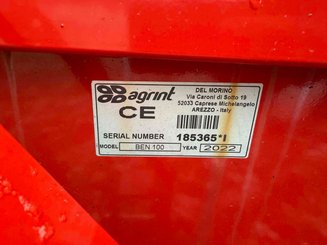 agrint
CE
DEL MORINO
Via Caroni di Sotto 19
52033 Caprese Michelangelo
AREZZO - Italy
SERIAL NUMBER 185365*I
MODEL BEN 100 YEAR 2022